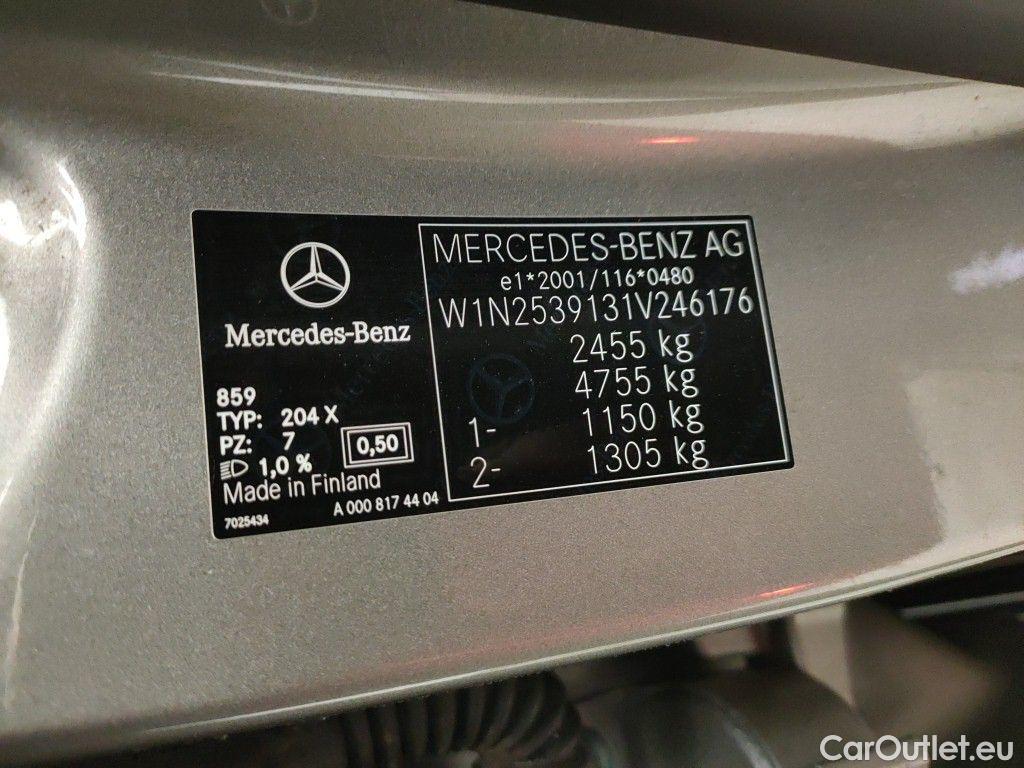 Mercedes-Benz
859
TYP: 204 X
PZ: 7
0,50
1,0 %
Made in Finland
7025434
A 000 817 44 04
MERCEDES-BENZ AG
e1*2001/116*0480
W1N2539131V246176
2455 kg
4755 kg
1- 1150 kg
2- 1305 kg
CarOutlet.eu